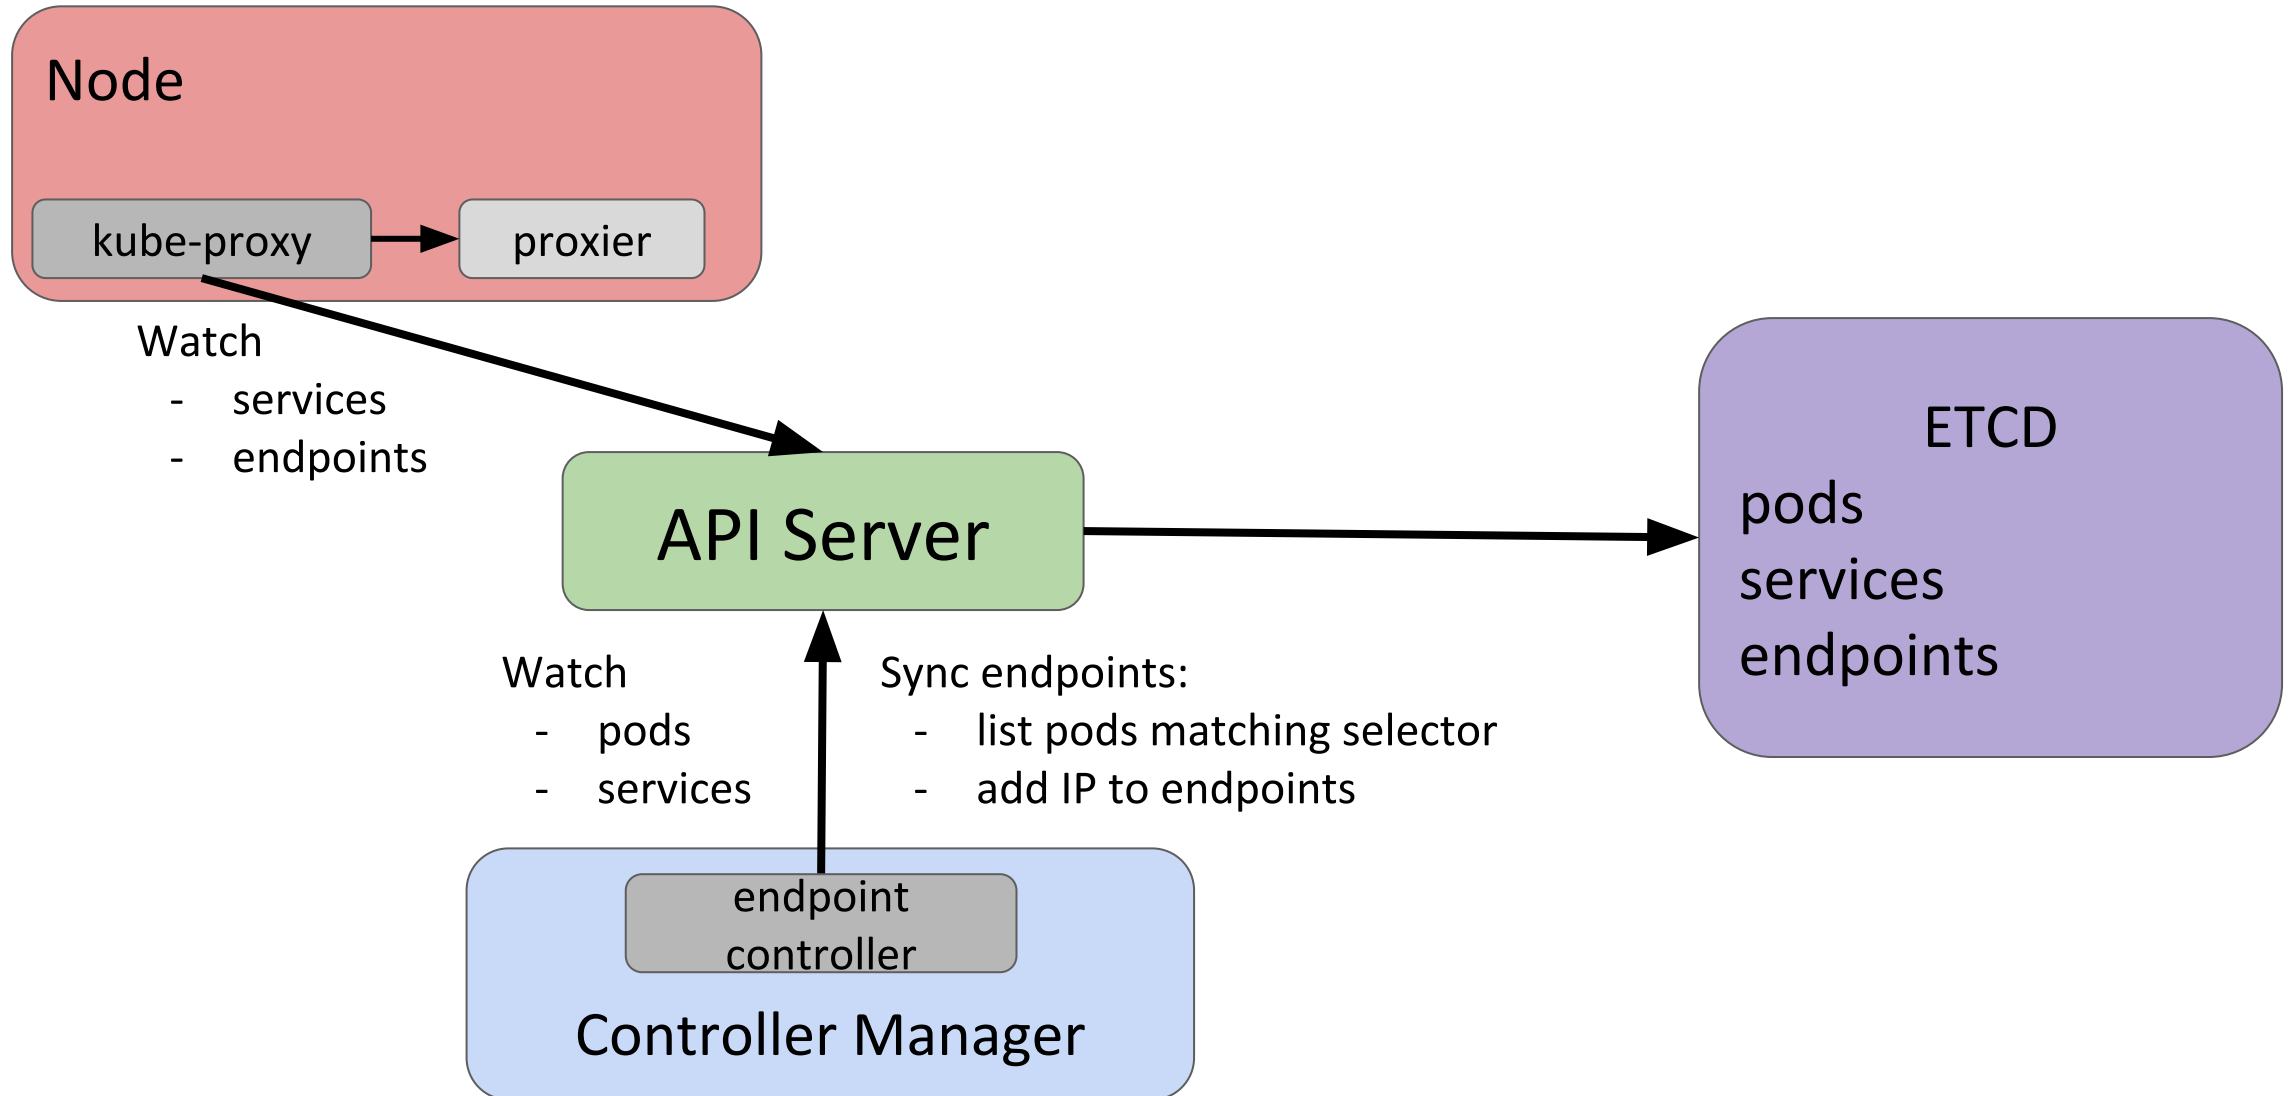 Node
kube-proxy
proxier
Watch
- services
- endpoints
API Server
ETCD
pods
services
endpoints
Watch
- pods
- services
Sync endpoints:
- list pods matching selector
- add IP to endpoints
endpoint
controller
Controller Manager